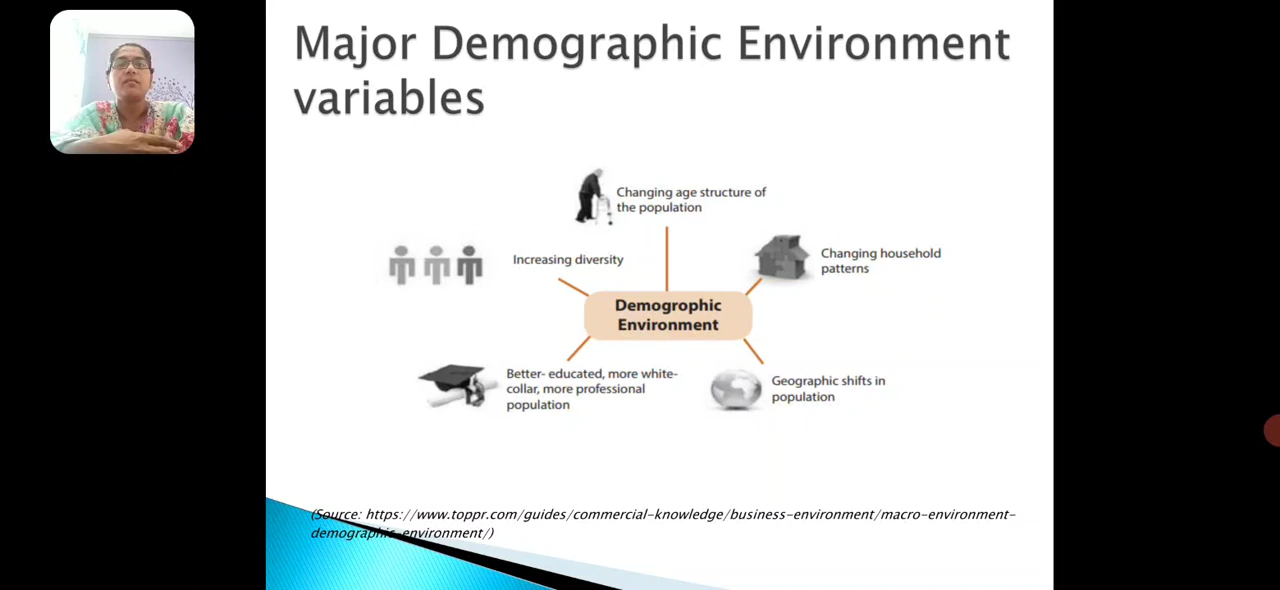 Major Demographic Environment
variables
Changing age structure of
the population
Increasing diversity
Changing household
patterns
Demogrophic
Environment
Better- educated, more white-
collar, more professional
population
Geographic shifts in
population
(Source: https://www.toppr.com/guides/commercial-knowledge/business-environment/macro-environment-
demographic-environment/)